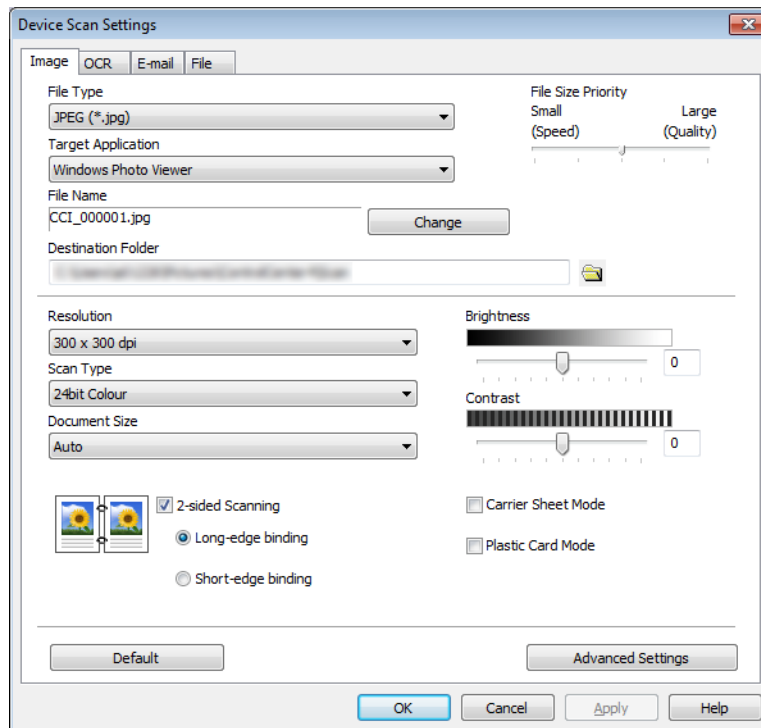 Device Scan Settings
Image OCR E-mail File
File Type
JPEG (*.jpg)
Target Application
Windows Photo Viewer
File Name
CCI_000001.jpg
Change
Destination Folder
File Size Priority
Small Large
(Speed) (Quality)
Resolution
300 x 300 dpi
Scan Type
24bit Colour
Document Size
Auto
Brightness
0
Contrast
0
2-sided Scanning
Long-edge binding
Short-edge binding
Carrier Sheet Mode
Plastic Card Mode
Default
Advanced Settings
OK Cancel Apply Help